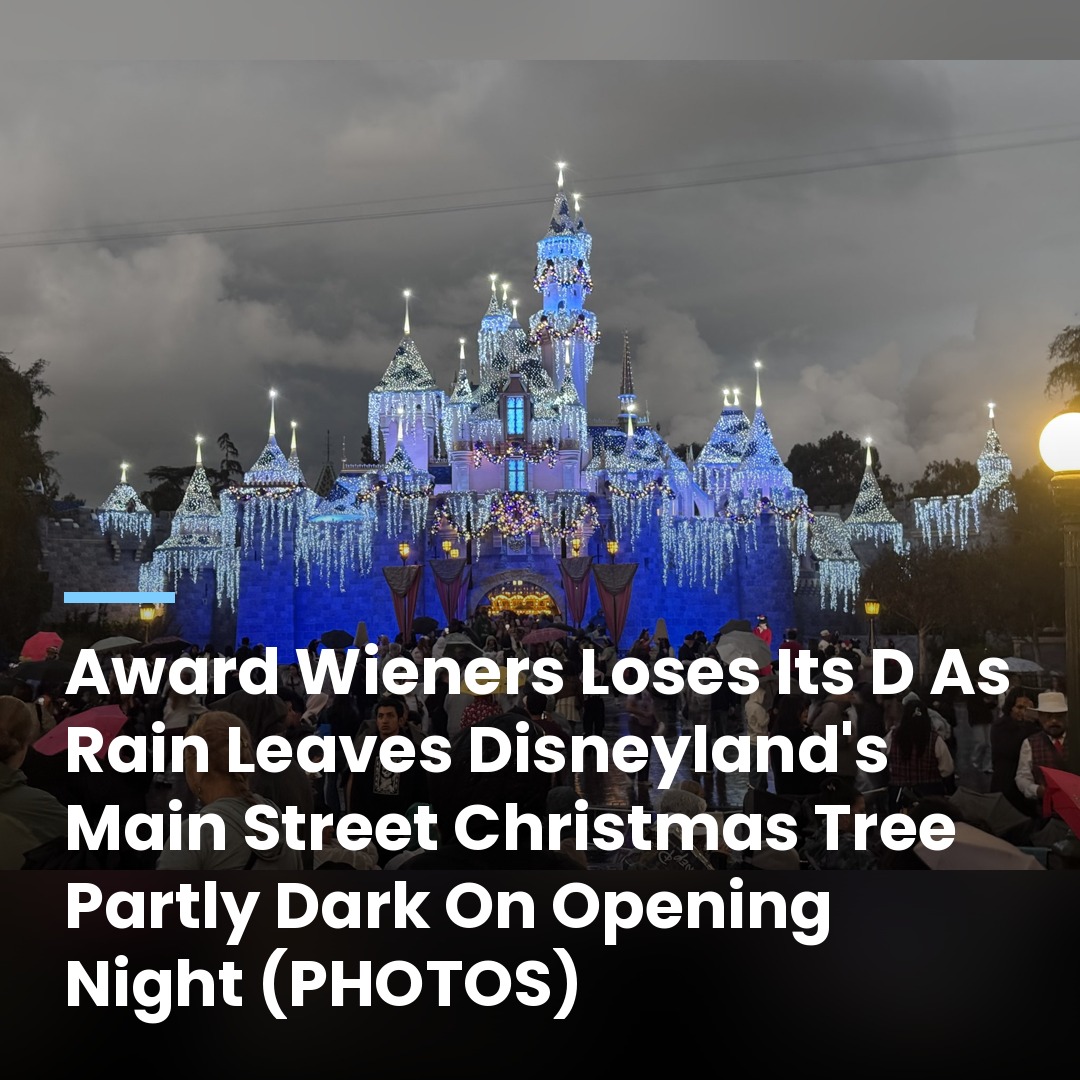 Award Wieners Loses Its D As
Rain Leaves Disneyland's
Main Street Christmas Tree
Partly Dark On Opening
Night (PHOTOS)